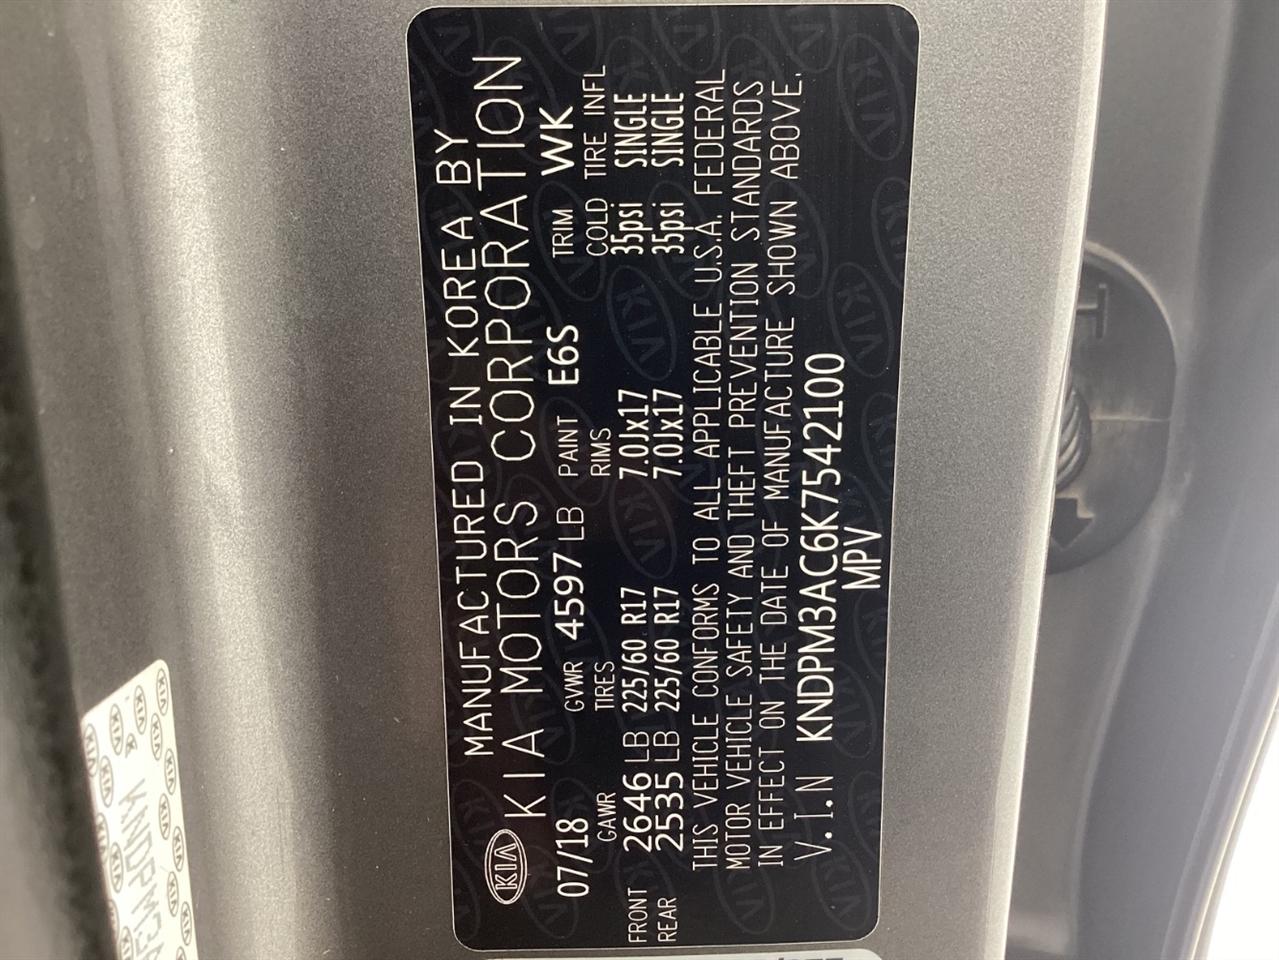 MANUFACTURED IN KOREA BY
KIA KIA MOTORS CORPORATION
07/18 GVWR 4597 LB PAINT E6S TRIM WK
GAWR TIRES RIMS COLD TIRE INFL
FRONT 2646 LB 225/60 R17 7.0Jx17 35psi SINGLE
REAR 2535 LB 225/60 R17 7.0Jx17 35psi SINGLE
THIS VEHICLE CONFORMS TO ALL APPLICABLE U.S.A. FEDERAL
MOTOR VEHICLE SAFETY AND THEFT PREVENTION STANDARDS
IN EFFECT ON THE DATE OF MANUFACTURE SHOWN ABOVE.
V.I.N KNDPM3AC6K7542100
MPV